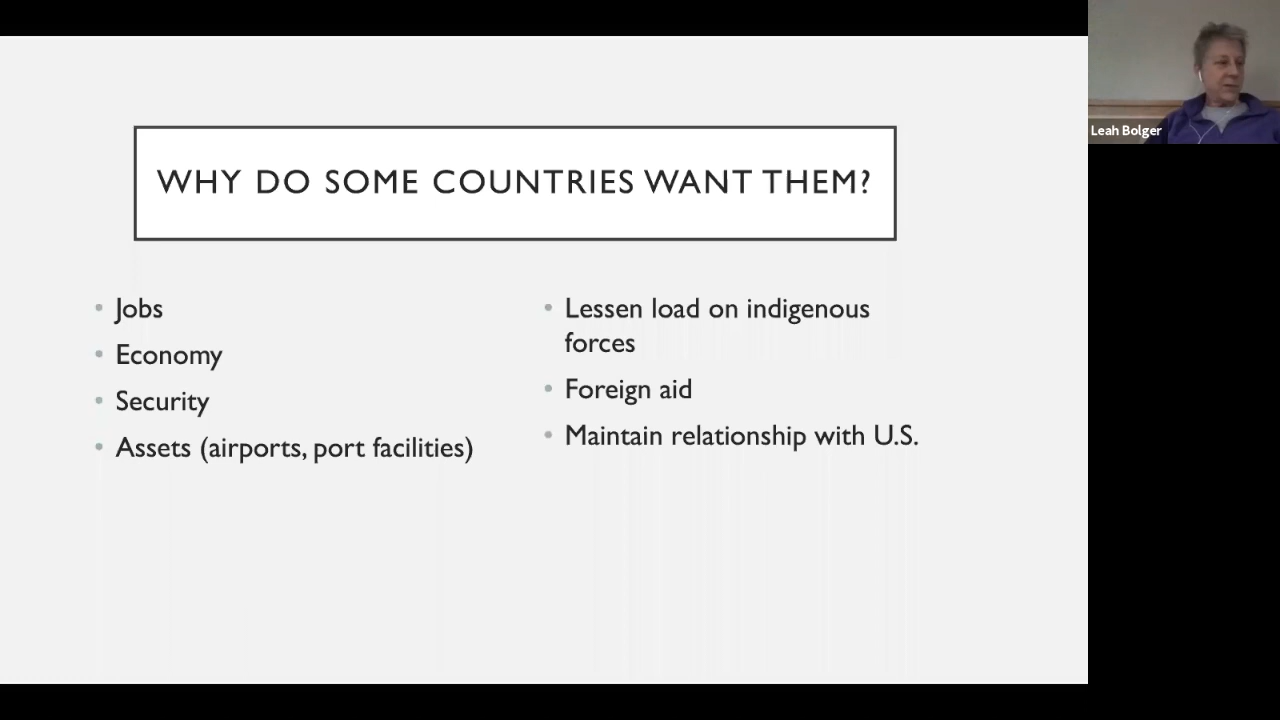 WHY DO SOME COUNTRIES WANT THEM?
Jobs
Economy
Security
Assets (airports, port facilities)
Lessen load on indigenous
forces
Foreign aid
Maintain relationship with U.S.
Leah Bolger